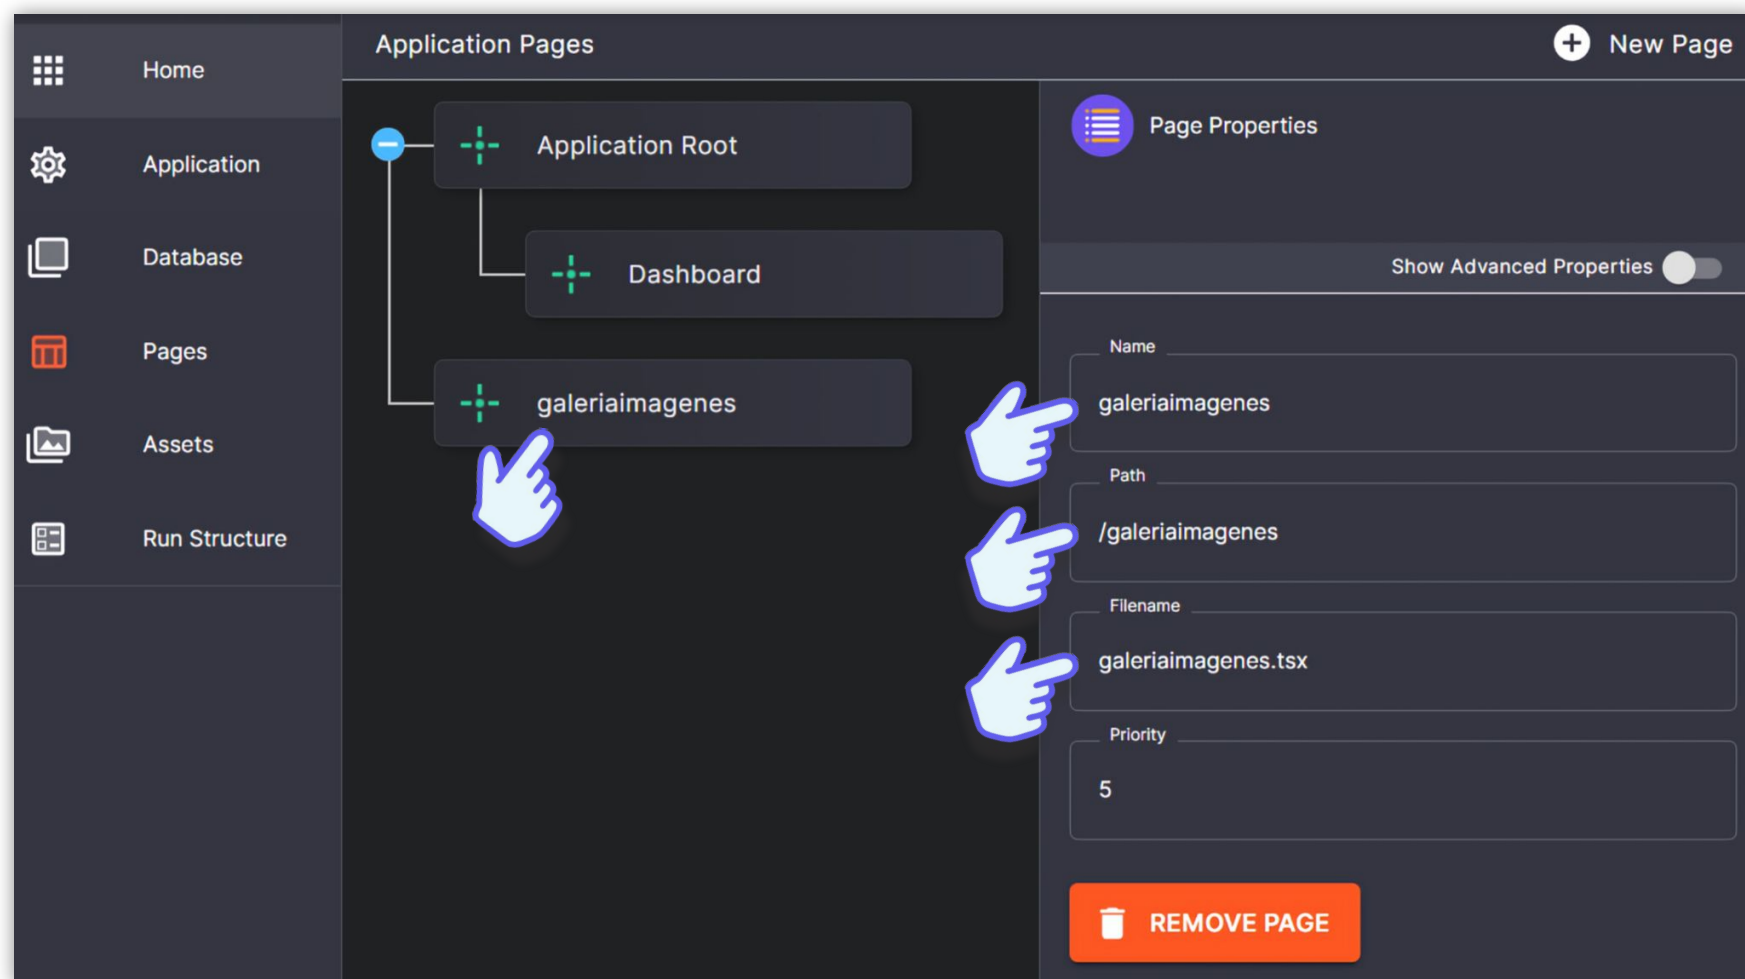 Home
Application
Database
Pages
Assets
Run Structure
Application Pages
New Page
Application Root
Dashboard
galeriaimagenes
Page Properties
Show Advanced Properties
Name
galeriaimagenes
Path
/galeriaimagenes
Filename
galeriaimagenes.tsx
Priority
5
REMOVE PAGE